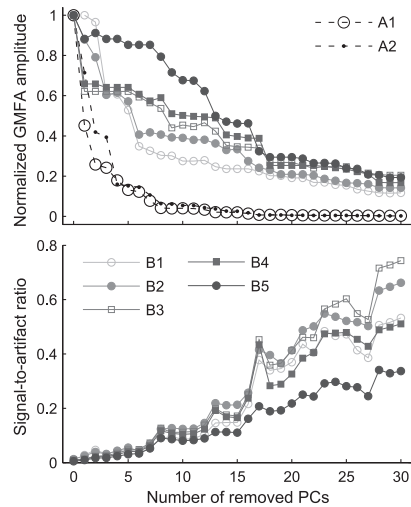 Normalized GMFA amplitude
1
0.8
0.6
0.4
0.2
0
A1
A2
Signal-to-artifact ratio
0.8
0.6
0.4
0.2
0
B1
B2
B3
B4
B5
0 5 10 15 20 25 30
Number of removed PCs